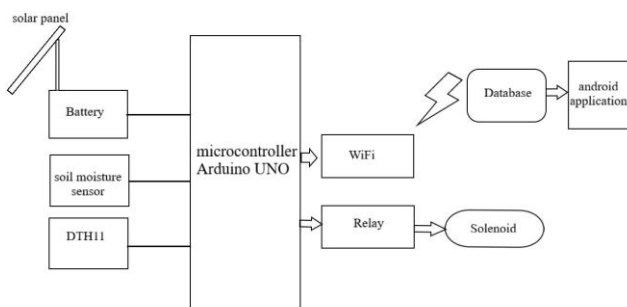 solar panel
Battery
soil moisture
sensor
DTH11
microcontroller
Arduino UNO
WiFi
Relay
Database
android
application
Solenoid